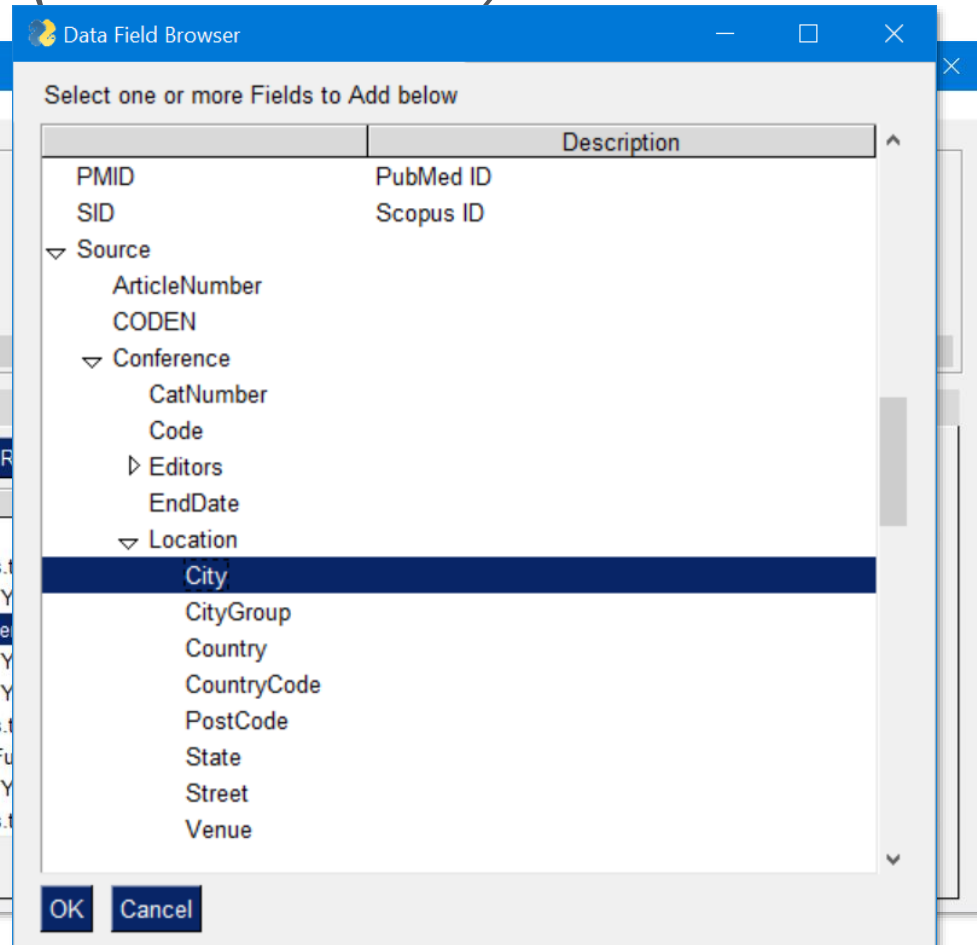 Data Field Browser
Select one or more Fields to Add below
Description
PMID PubMed ID
SID Scopus ID
Source
ArticleNumber
CODEN
Conference
CatNumber
Code
Editors
EndDate
Location
City
CityGroup
Country
CountryCode
PostCode
State
Street
Venue
OK Cancel